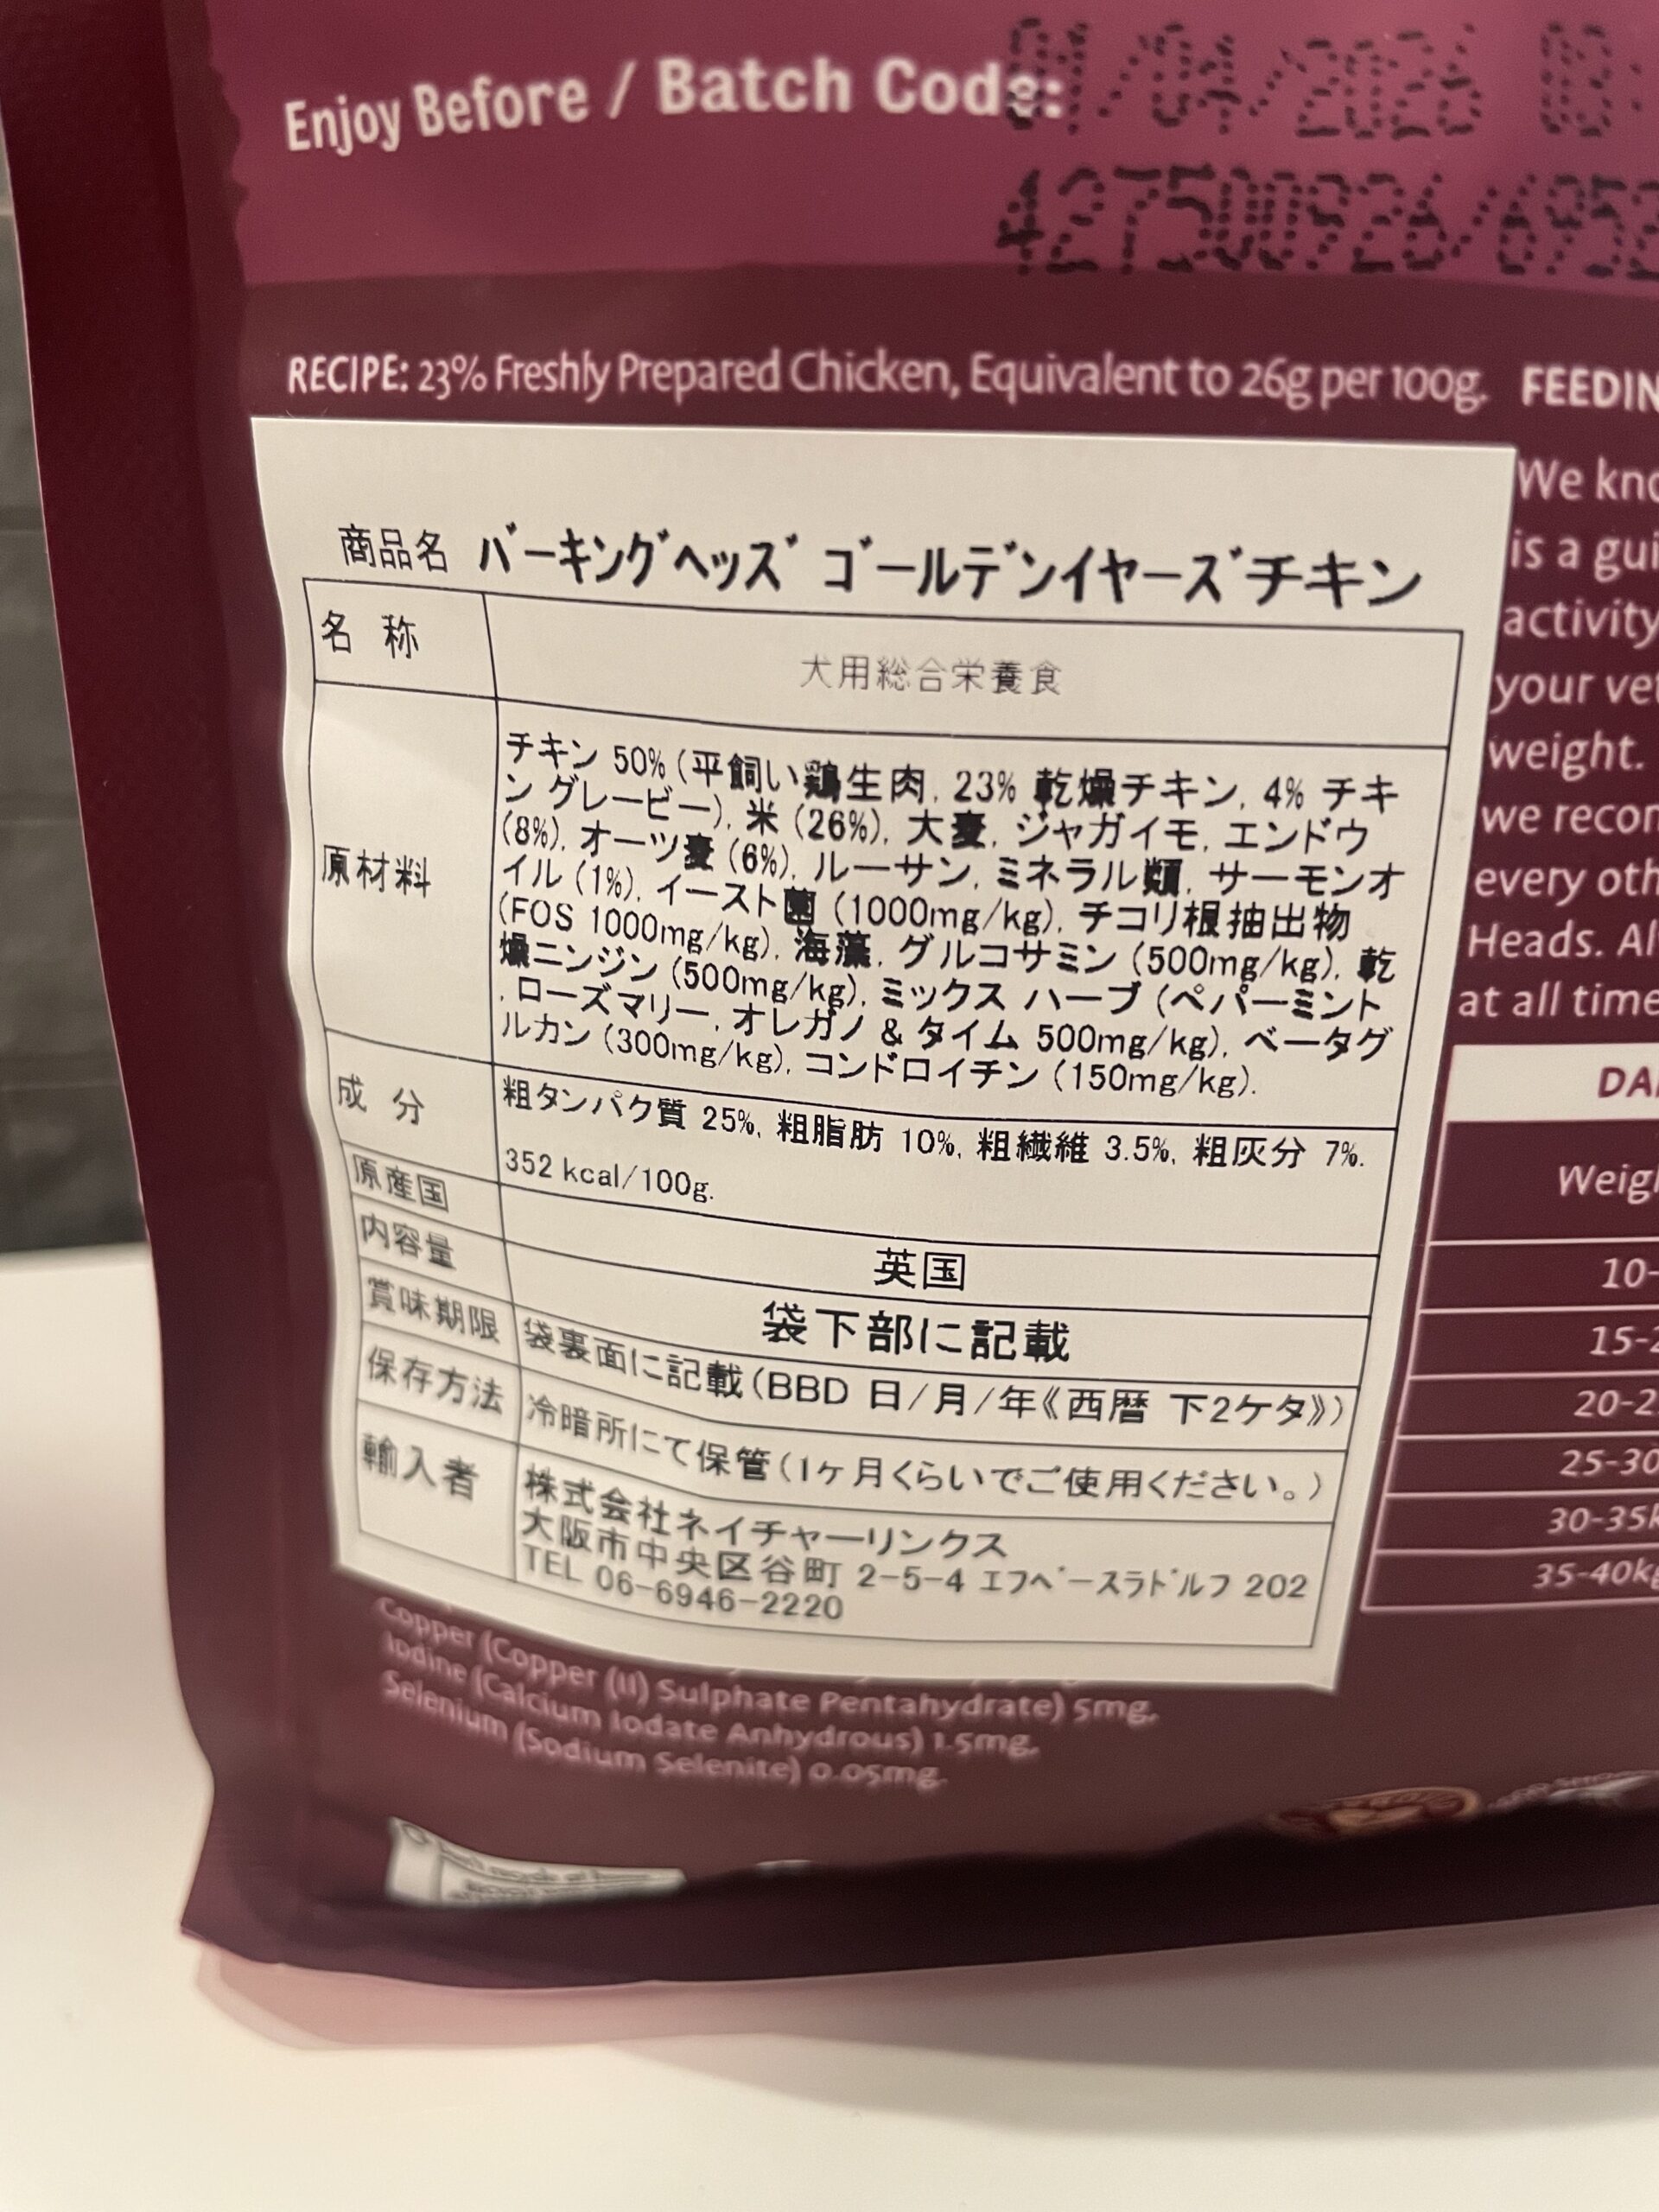 Enjoy Before / Batch Code: 01/04/2026 03:
427500926/6952
RECIPE: 23% Freshly Prepared Chicken, Equivalent to 26g per 100g.
商品名 バーキングヘッズ ゴールデンイヤーズチキン
名 称 犬用総合栄養食
原材料
チキン 50% (平飼い鶏生肉, 23% 乾燥チキン, 4% チキ
ン グレービー), 米 (26%), 大麦, ジャガイモ, エンドウ
(8%), オーツ麦 (6%), ルーサン, ミネラル類, サーモンオ
イル (1%), イースト菌 (1000mg/kg), チコリ根抽出物
(FOS 1000mg/kg), 海藻, グルコサミン (500mg/kg), 乾
燥ニンジン (500mg/kg), ミックス ハーブ (ペパーミント
, ローズマリー, オレガノ & タイム 500mg/kg), ベータグ
ルカン (300mg/kg), コンドロイチン (150mg/kg).
成 分
粗タンパク質 25%, 粗脂肪 10%, 粗繊維 3.5%, 粗灰分 7%.
352 kcal/100g.
原産国 英国
内容量 袋下部に記載
賞味期限 袋裏面に記載(BBD 日/月/年《西暦 下2ケタ》)
保存方法 冷暗所にて保管(1ヶ月くらいでご使用ください。)
輸入者
株式会社ネイチャーリンクス
大阪市中央区谷町 2-5-4 エフベースラドルフ 202
TEL 06-6946-2220
Copper (Copper (II) Sulphate Pentahydrate) 5mg,
Iodine (Calcium Iodate Anhydrous) 1.5mg,
Selenium (Sodium Selenite) 0.05mg.
FEEDIN
We kno
is a gui
activity
your vet
weight.
we recon
every oth
Heads. Al
at all time
DAI
Weigh
10-
15-2
20-2
25-30
30-35k
35-40kg